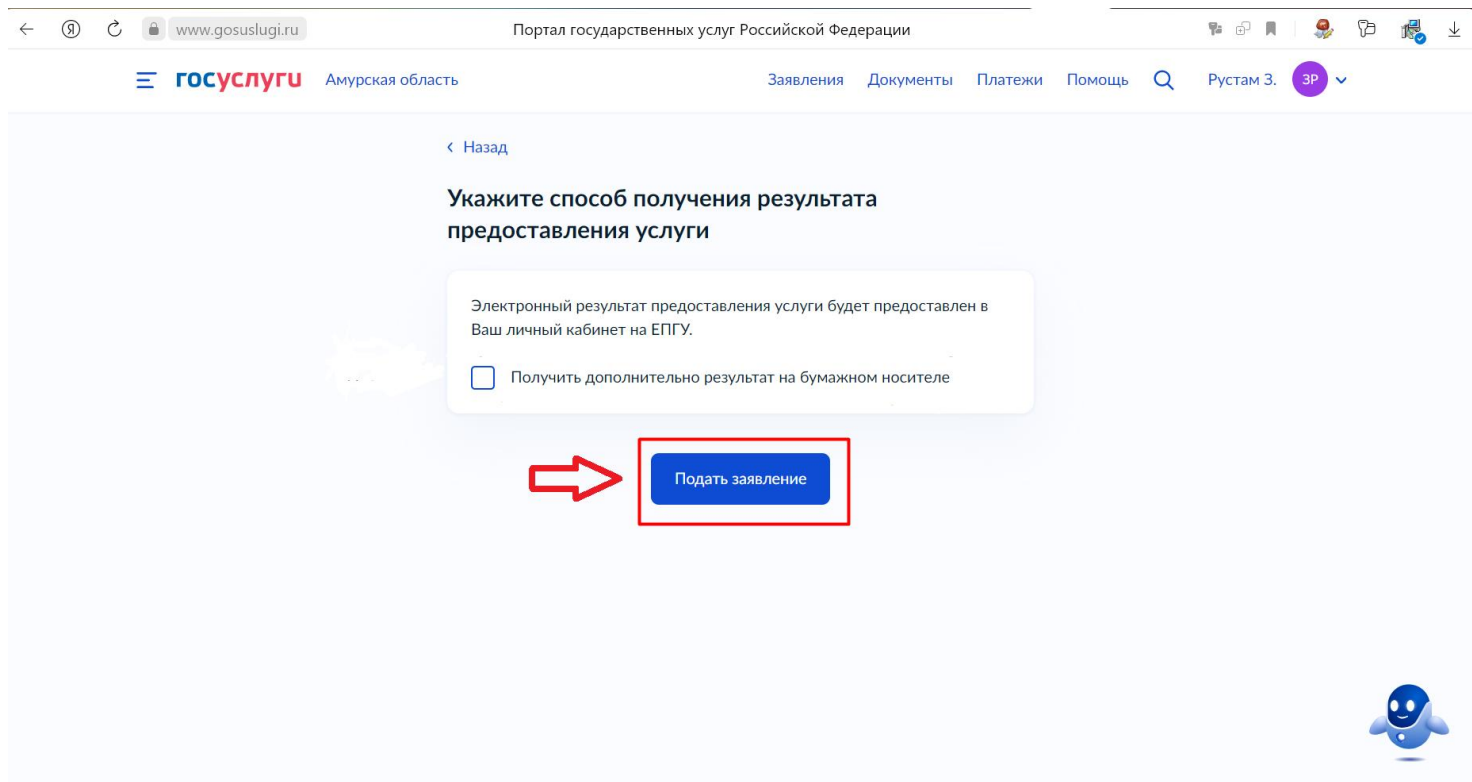 www.gosuslugi.ru Портал государственных услуг Российской Федерации
госуслуги Амурская область Заявления Документы Платежи Помощь Рустам З. ЗР
Назад
Укажите способ получения результата
предоставления услуги
Электронный результат предоставления услуги будет предоставлен в
Ваш личный кабинет на ЕПГУ.
Получить дополнительно результат на бумажном носителе
Подать заявление